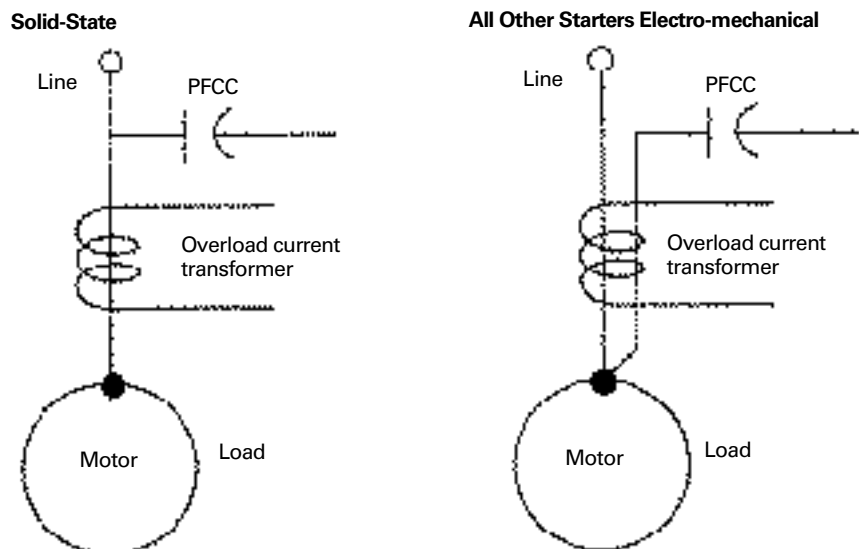 Solid-State
Line
PFCC
Overload current
transformer
Motor
Load
All Other Starters Electro-mechanical
Line
PFCC
Overload current
transformer
Motor
Load